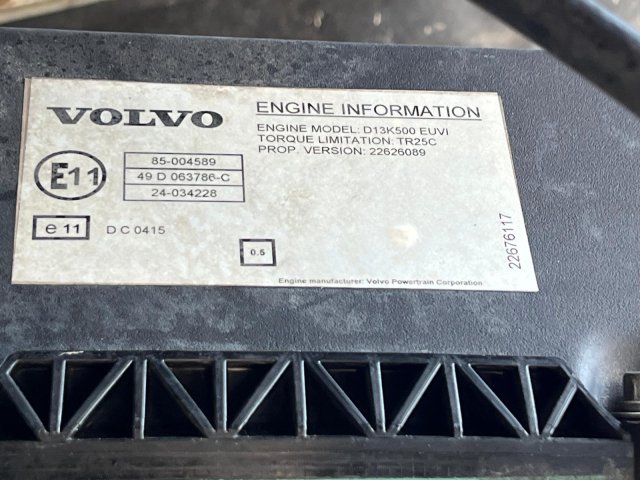 VOLVO
ENGINE INFORMATION
ENGINE MODEL: D13K500 EUVI
TORQUE LIMITATION: TR25C
PROP. VERSION: 22626089
E11
85-004589
49 D 063786-C
24-034228
e 11
D C 0415
0.5
22676117
Engine manufacturer: Volvo Powertrain Corporation